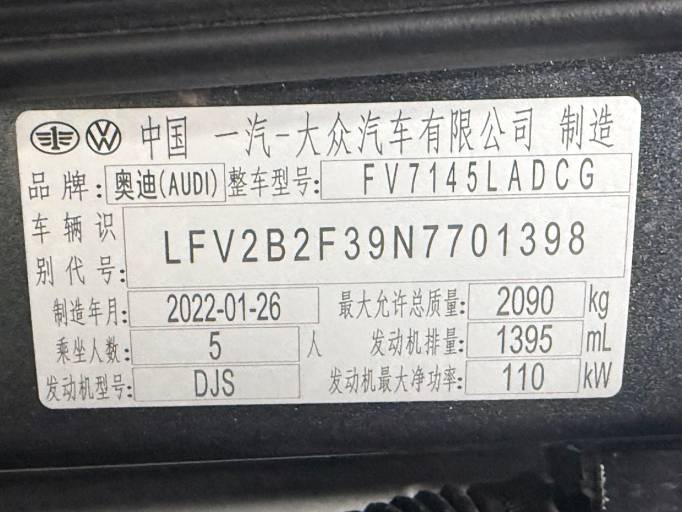 中国 一汽-大众汽车有限公司 制造
品牌: 奥迪(AUDI) 整车型号: FV7145LADCG
车辆识别代号: LFV2B2F39N7701398
制造年月: 2022-01-26 最大允许总质量: 2090 kg
乘坐人数: 5 人 发动机排量: 1395 mL
发动机型号: DJS 发动机最大净功率: 110 kW